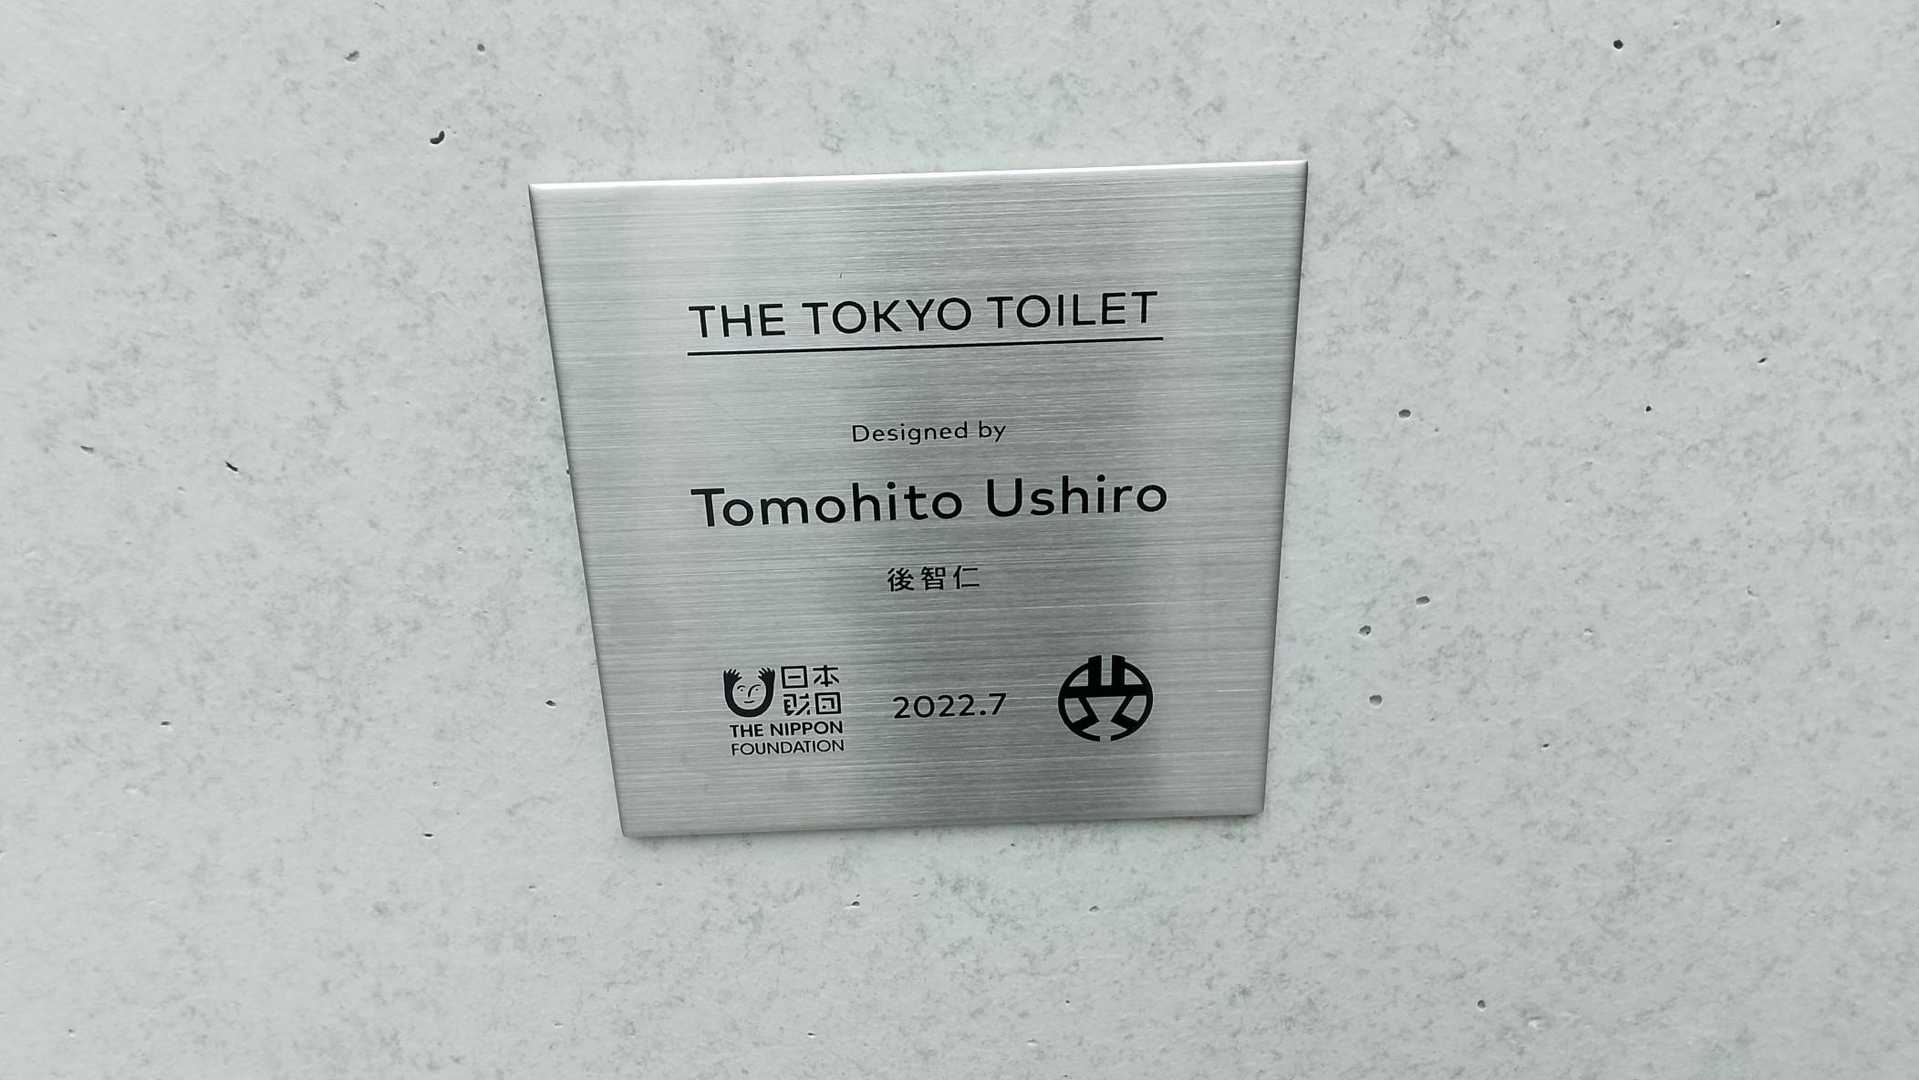 THE TOKYO TOILET
Designed by
Tomohito Ushiro
後智仁
日本
財団
THE NIPPON
FOUNDATION
2022.7